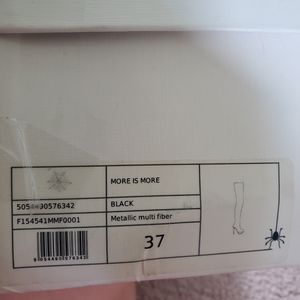 MORE IS MORE
BLACK
F154541MMF0001
Metallic multi fiber
37